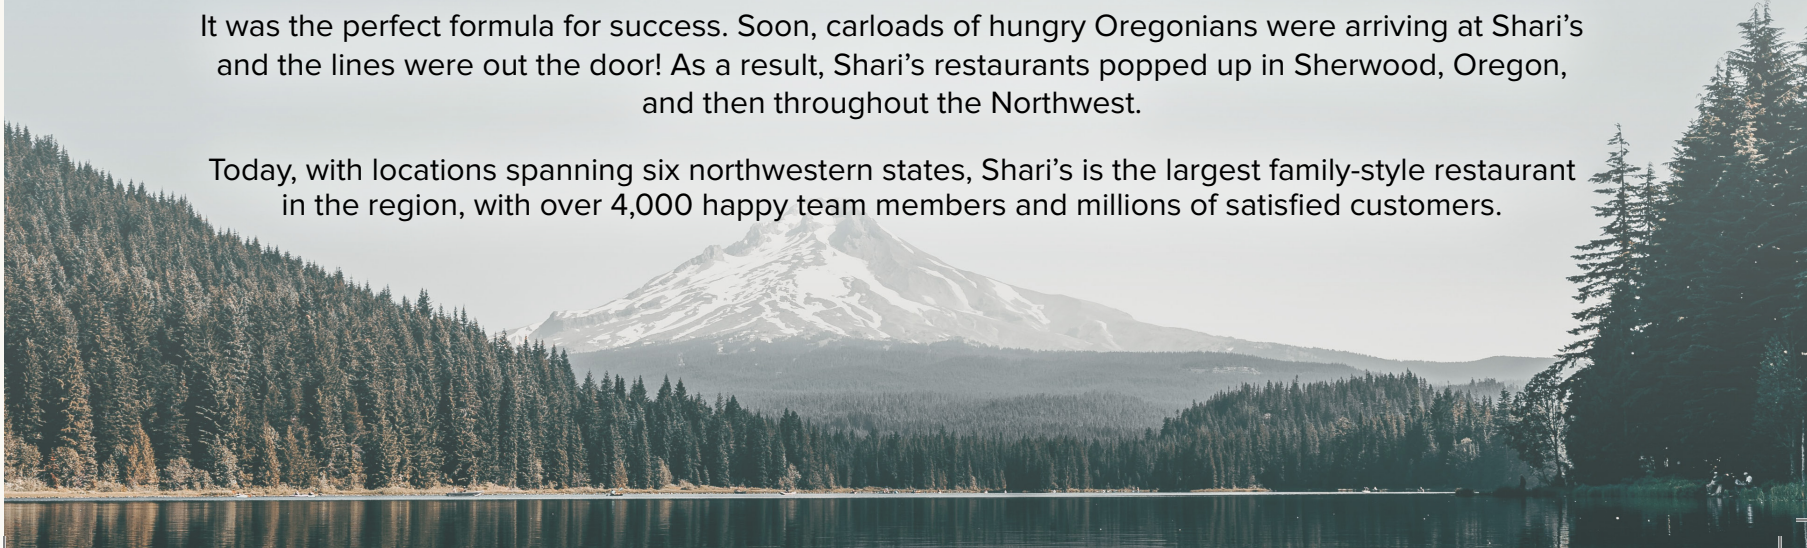 It was the perfect formula for success. Soon, carloads of hungry Oregonians were arriving at Shari's
and the lines were out the door! As a result, Shari’s restaurants popped up in Sherwood, Oregon,
and then throughout the Northwest.
Today, with locations spanning six northwestern states, Shari’s is the largest family-style restaurant
in the region, with over 4,000 happy team members and millions of satisfied customers.